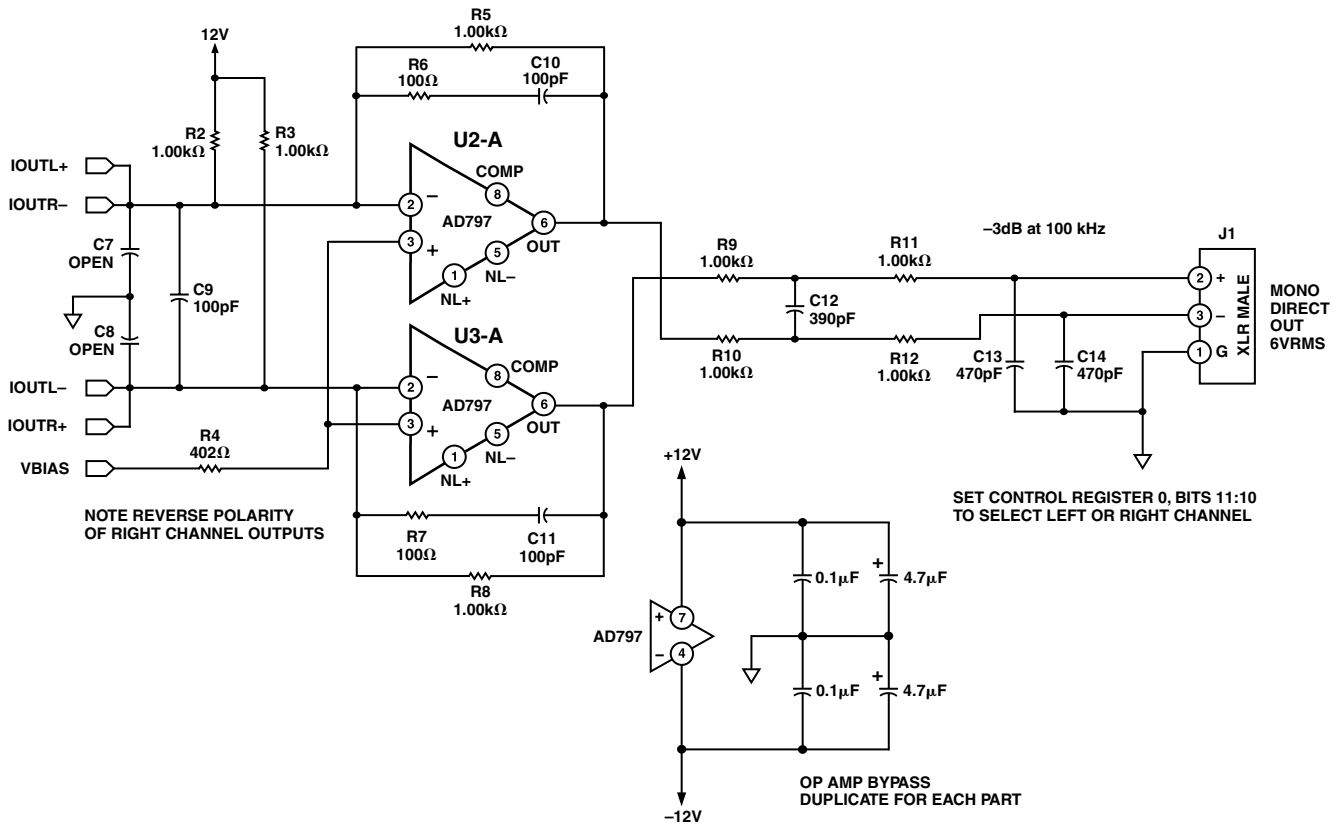 R5
1.00kΩ
12V
R6
100Ω
C10
100pF
R2
1.00kΩ
R3
1.00kΩ
U2-A
IOUTL+
IOUTR–
COMP
8
2
–
AD797
6
OUT
3
+
5
NL–
1
NL+
C7
OPEN
C9
100pF
C8
OPEN
U3-A
COMP
8
IOUTL–
2
–
AD797
6
OUT
IOUTR+
3
+
5
NL–
1
NL+
R4
402Ω
VBIAS
NOTE REVERSE POLARITY
OF RIGHT CHANNEL OUTPUTS
R7
100Ω
C11
100pF
R8
1.00kΩ
–3dB at 100 kHz
R9
1.00kΩ
R11
1.00kΩ
J1
2
+
3
–
1
G
XLR MALE
MONO
DIRECT
OUT
6VRMS
C12
390pF
R10
1.00kΩ
R12
1.00kΩ
C13
470pF
C14
470pF
SET CONTROL REGISTER 0, BITS 11:10
TO SELECT LEFT OR RIGHT CHANNEL
+12V
0.1μF
+
4.7μF
AD797
+
7
–
4
0.1μF
+
4.7μF
–12V
OP AMP BYPASS
DUPLICATE FOR EACH PART